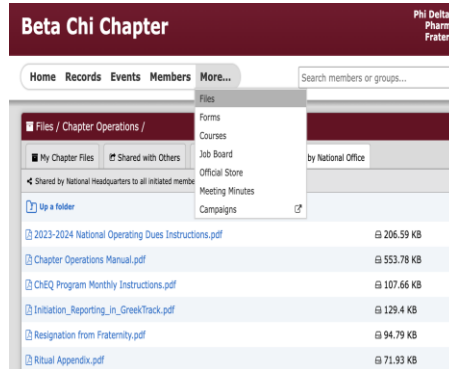 Beta Chi Chapter
Phi Delta
Pharm
Frater
Home Records Events Members More...
Search members or groups...
Files
Forms
Courses
Job Board
Official Store
Meeting Minutes
Campaigns
Files / Chapter Operations /
My Chapter Files Shared with Others by National Office
Shared by National Headquarters to all initiated membe
Up a folder
2023-2024 National Operating Dues Instructions.pdf 206.59 KB
Chapter Operations Manual.pdf 553.78 KB
ChEQ Program Monthly Instructions.pdf 107.66 KB
Initiation_Reporting_in_GreekTrack.pdf 129.4 KB
Resignation from Fraternity.pdf 94.79 KB
Ritual Appendix.pdf 71.93 KB